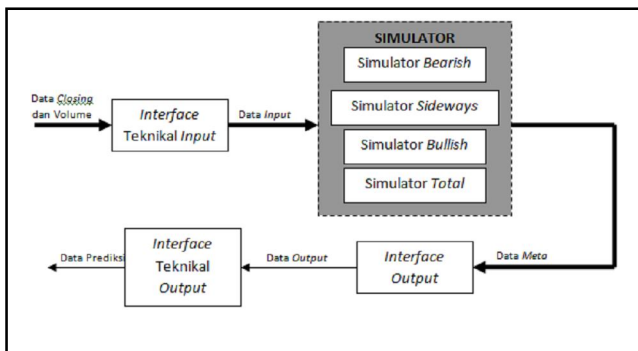 SIMULATOR
Simulator Bearish
Simulator Sideways
Simulator Bullish
Simulator Total
Data Closing
dan Volume
Interface
Teknikal Input
Data Input
Data Prediksi
Interface
Teknikal
Output
Data Output
Interface
Output
Data Meta